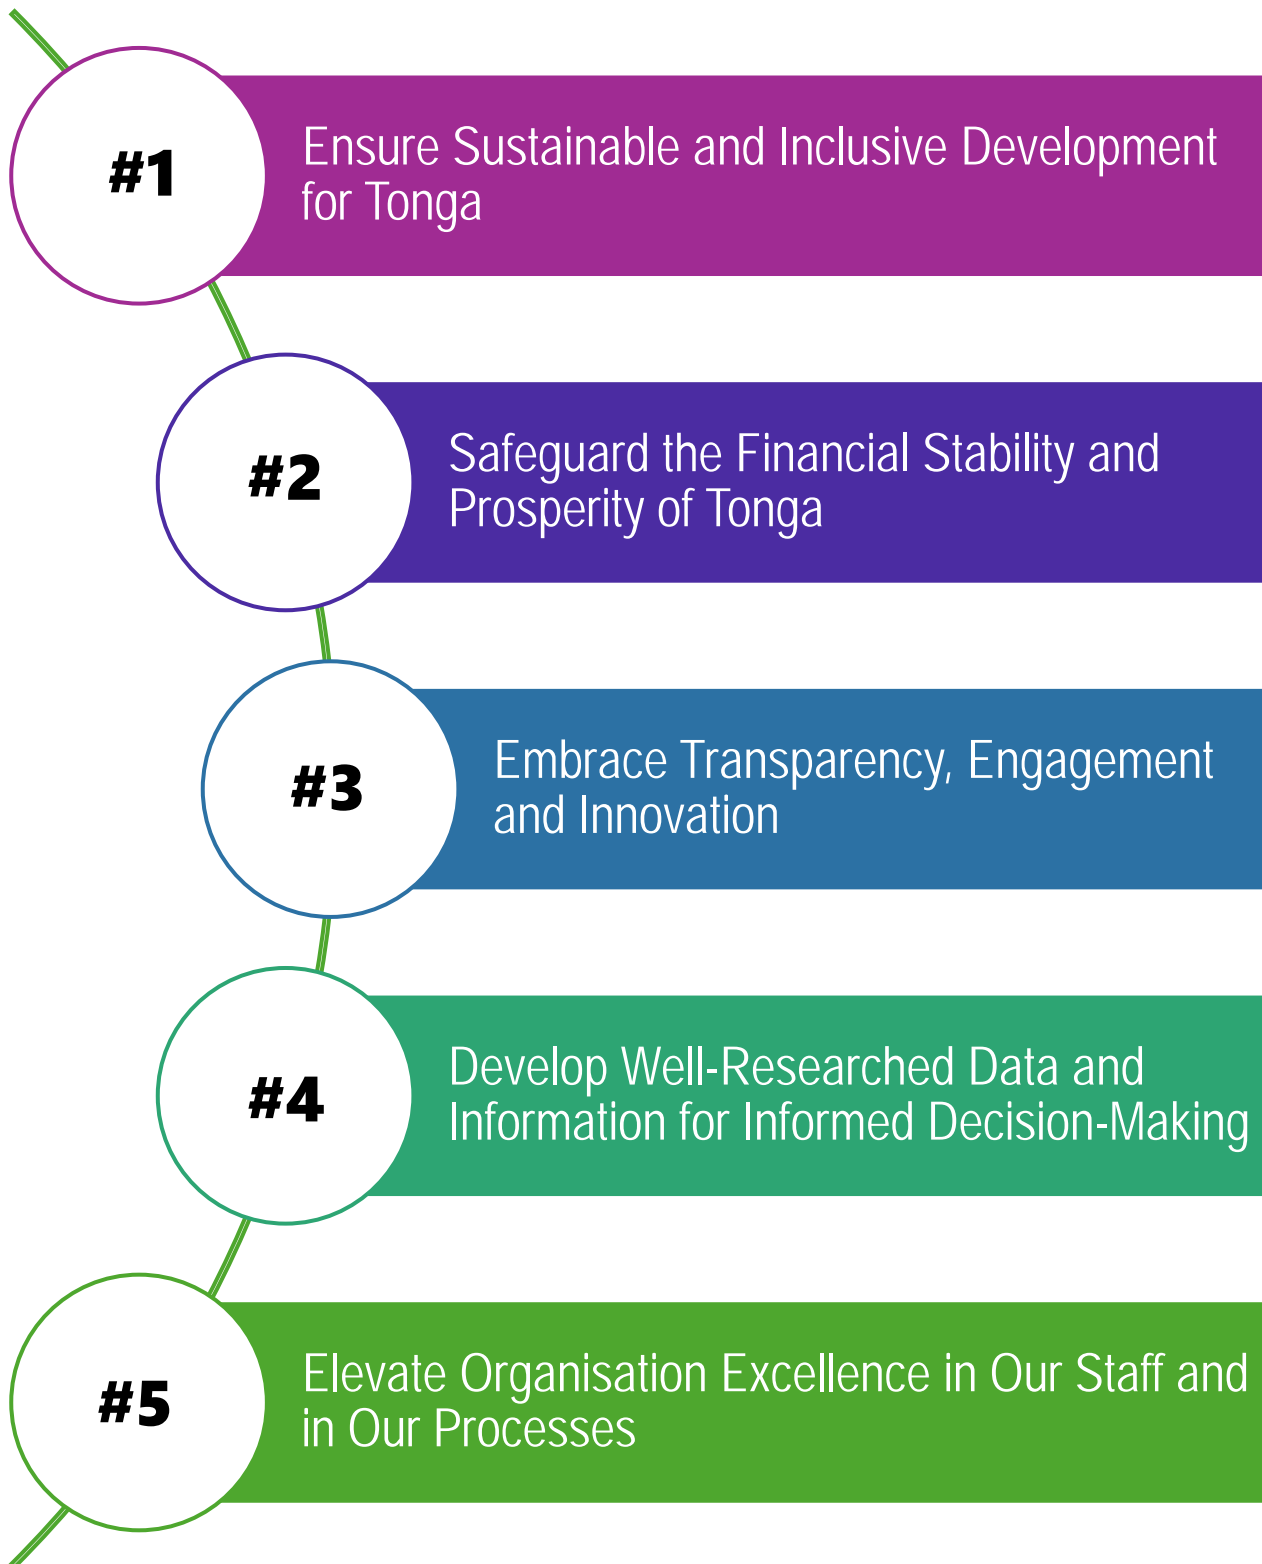 #1
Ensure Sustainable and Inclusive Development
for Tonga
#2
Safeguard the Financial Stability and
Prosperity of Tonga
#3
Embrace Transparency, Engagement
and Innovation
#4
Develop Well-Researched Data and
Information for Informed Decision-Making
#5
Elevate Organisation Excellence in Our Staff and
in Our Processes